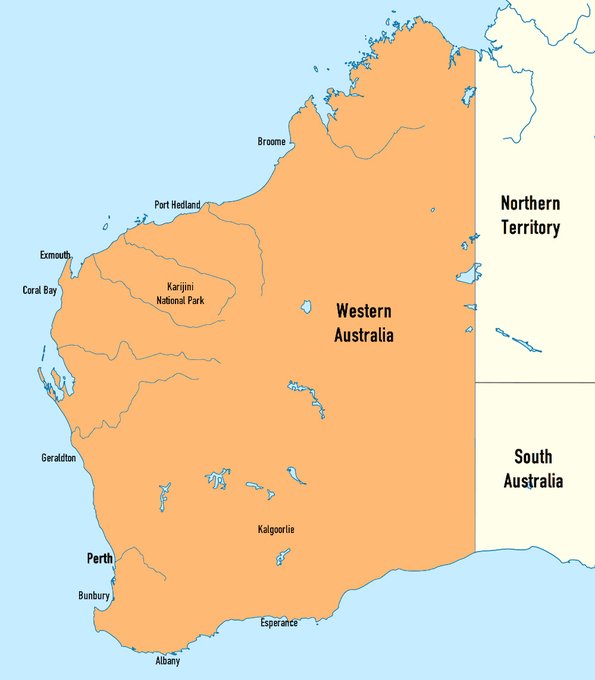 Broome
Port Hedland
Northern
Territory
Exmouth
Coral Bay
Karijini
National Park
Western
Australia
Geraldton
South
Australia
Kalgoorlie
Perth
Bunbury
Esperance
Albany